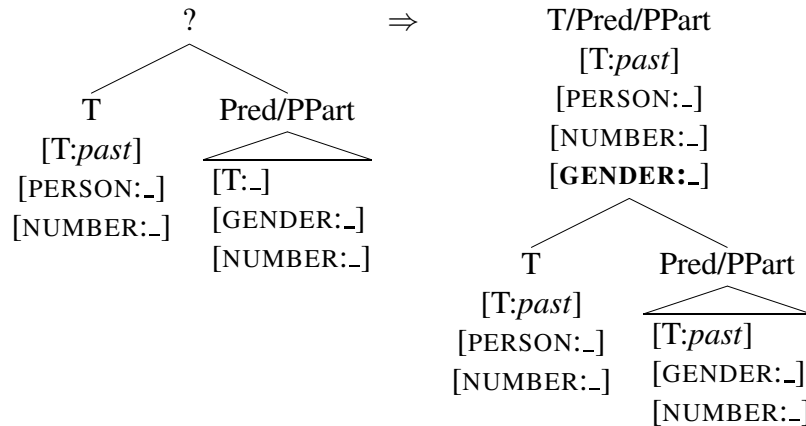 ? ⇒ T/Pred/PPart
[T:past]
T Pred/PPart [PERSON:_]
[T:past] [NUMBER:_]
[PERSON:_] [T:_] [GENDER:_]
[NUMBER:_] [GENDER:_]
[NUMBER:_]
T Pred/PPart
[T:past]
[PERSON:_] [T:past]
[NUMBER:_] [GENDER:_]
[NUMBER:_]